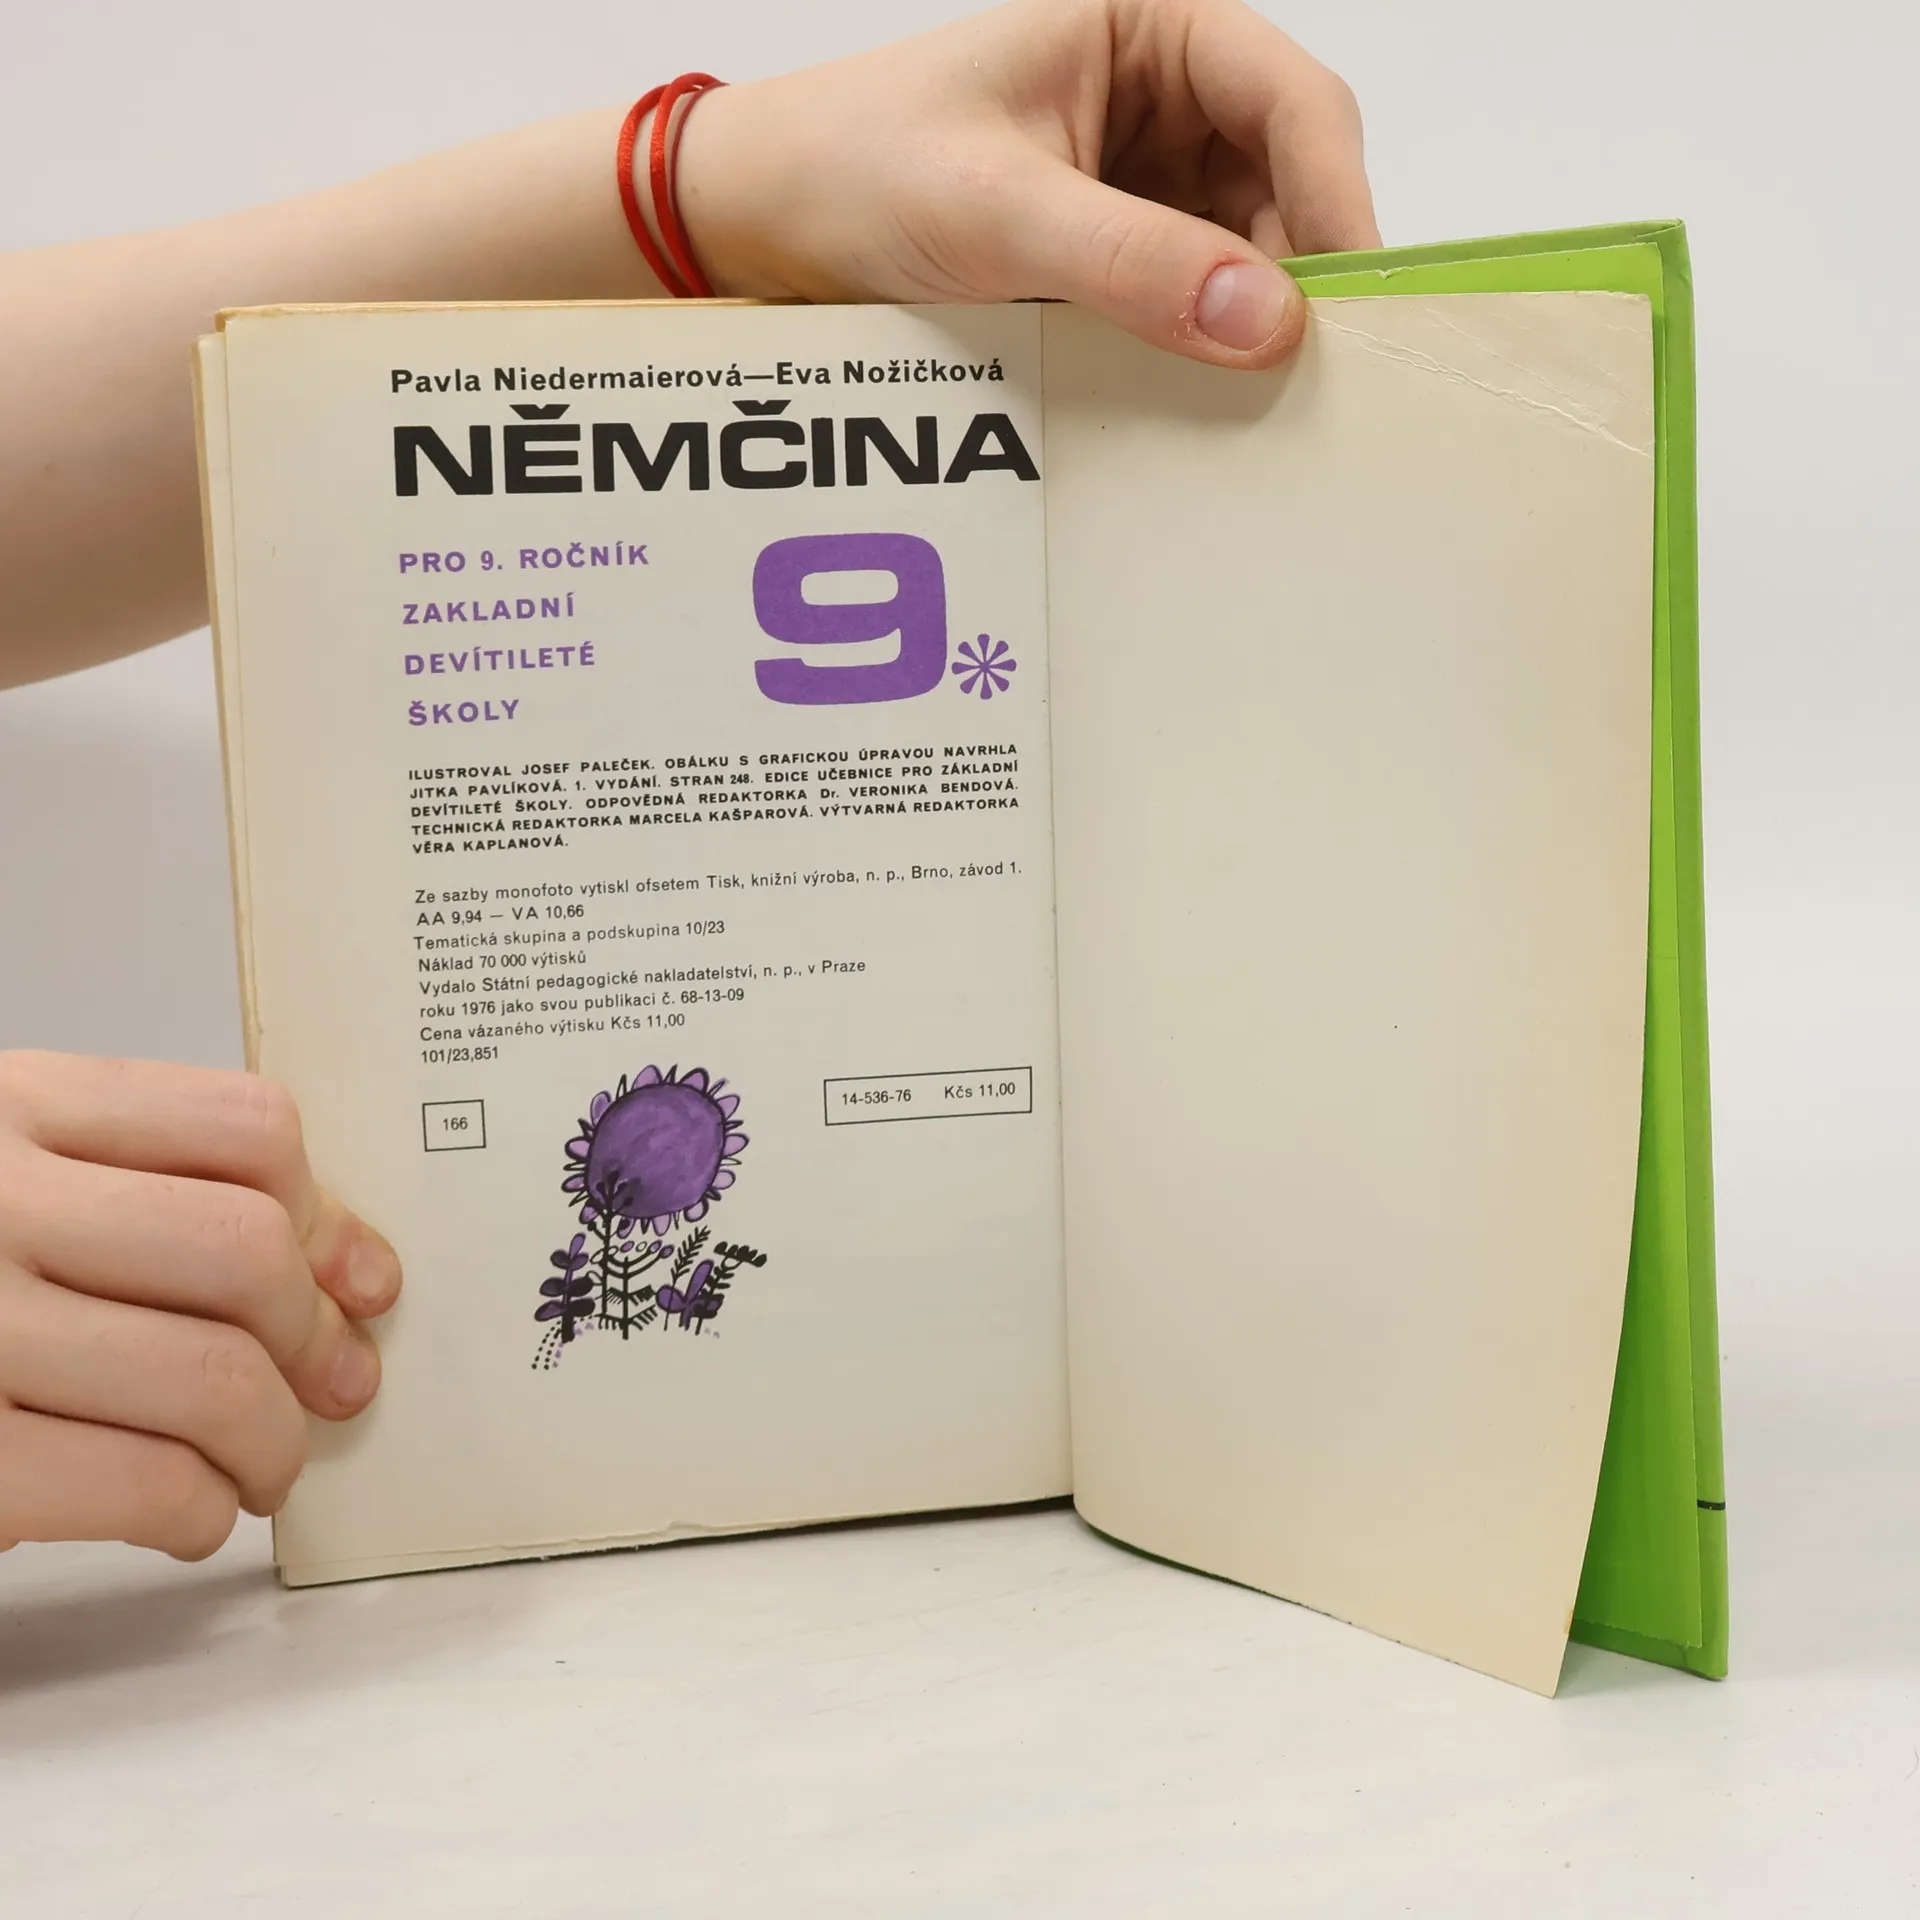 Pavla Niedermaierová—Eva Nožičková
NĚMČINA
PRO 9. ROČNÍK
ZAKLADNÍ
DEVÍTILETÉ
ŠKOLY
9.
ILUSTROVAL JOSEF PALEČEK. OBÁLKU S GRAFICKOU ÚPRAVOU NAVRHLA
JITKA PAVLÍKOVÁ. 1. VYDÁNÍ. STRAN 248. EDICE UČEBNICE PRO ZÁKLADNÍ
DEVÍTILETÉ ŠKOLY. ODPOVĚDNÁ REDAKTORKA Dr. VERONIKA BENDOVÁ.
TECHNICKÁ REDAKTORKA MARCELA KAŠPAROVÁ. VÝTVARNÁ REDAKTORKA
VĚRA KAPLANOVÁ.
Ze sazby monofoto vytiskl ofsetem Tisk, knižní výroba, n. p., Brno, závod 1.
AA 9,94 — VA 10,66
Tematická skupina a podskupina 10/23
Náklad 70 000 výtisků
Vydalo Státní pedagogické nakladatelství, n. p., v Praze
roku 1976 jako svou publikaci č. 68-13-09
Cena vázaného výtisku Kčs 11,00
101/23,851
166
14-536-76 Kčs 11,00